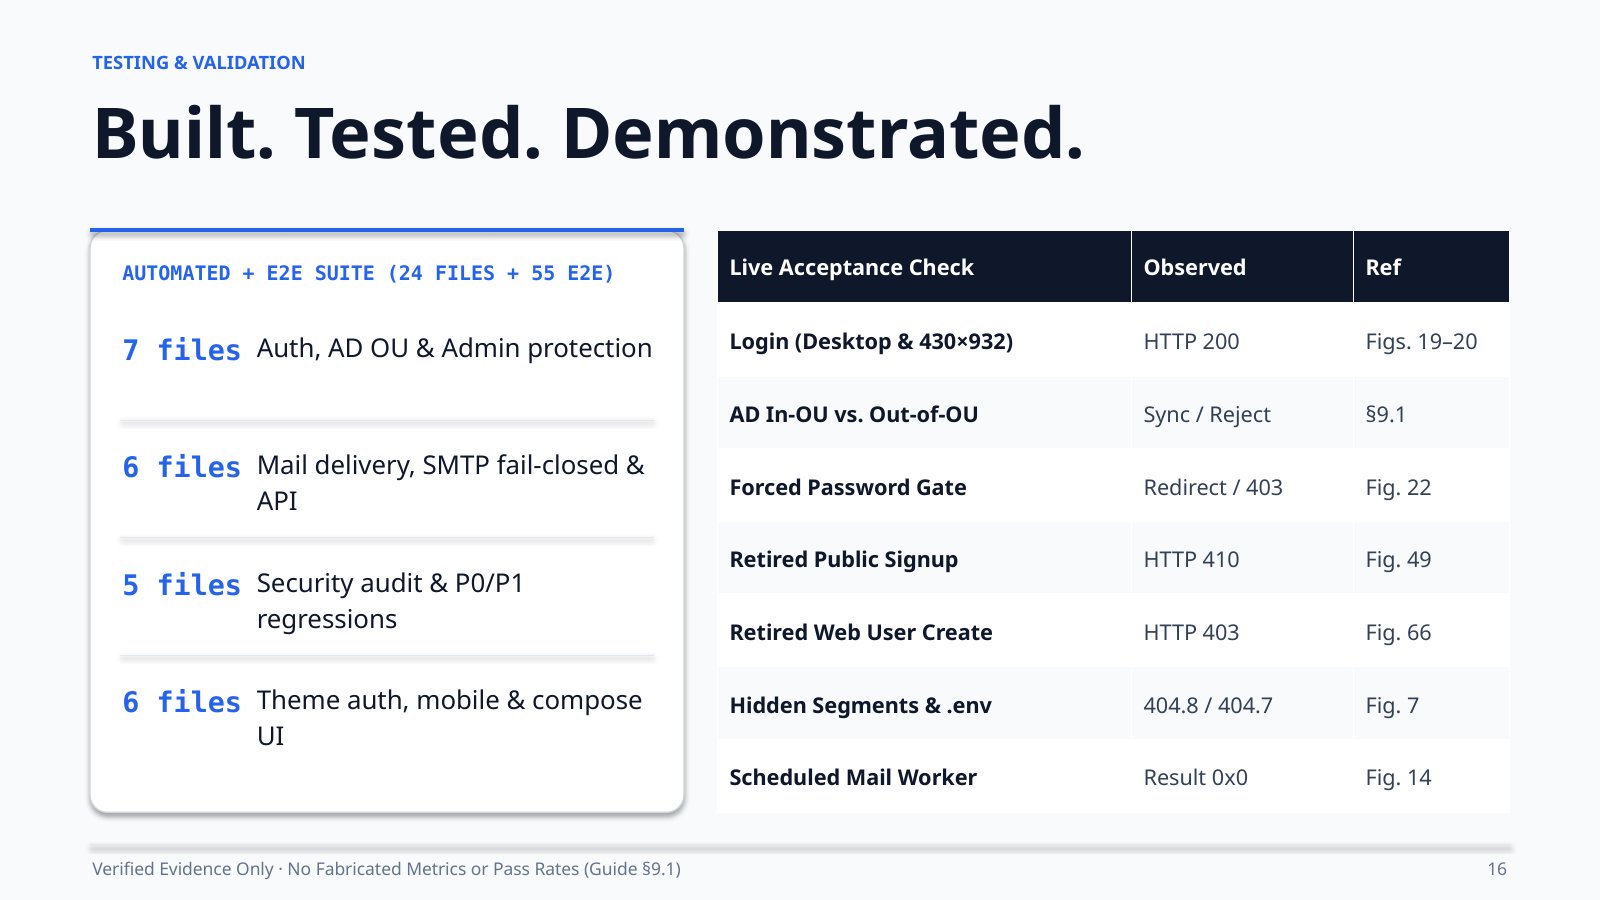 TESTING & VALIDATION
Built. Tested. Demonstrated.
AUTOMATED + E2E SUITE (24 FILES + 55 E2E)
7 files Auth, AD OU & Admin protection
6 files Mail delivery, SMTP fail-closed &
API
5 files Security audit & P0/P1
regressions
6 files Theme auth, mobile & compose
UI
Live Acceptance Check Observed Ref
Login (Desktop & 430×932) HTTP 200 Figs. 19–20
AD In-OU vs. Out-of-OU Sync / Reject §9.1
Forced Password Gate Redirect / 403 Fig. 22
Retired Public Signup HTTP 410 Fig. 49
Retired Web User Create HTTP 403 Fig. 66
Hidden Segments & .env 404.8 / 404.7 Fig. 7
Scheduled Mail Worker Result 0x0 Fig. 14
Verified Evidence Only · No Fabricated Metrics or Pass Rates (Guide §9.1) 16